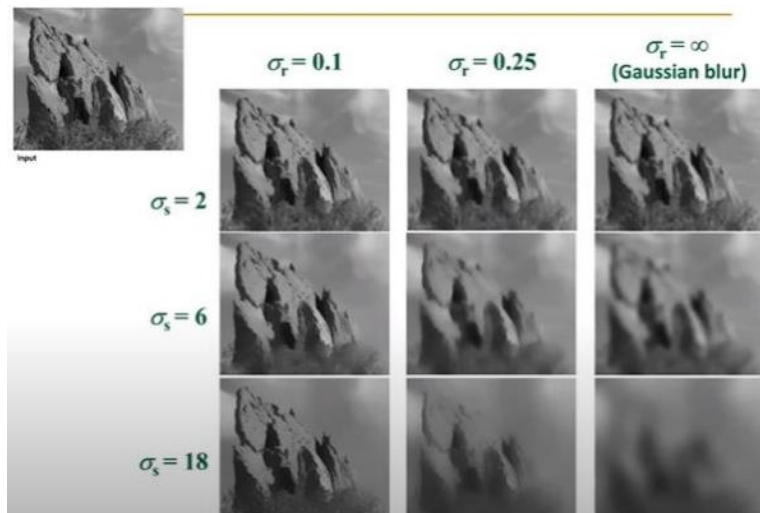 σr = 0.1
σr = 0.25
σr = ∞
(Gaussian blur)
input
σs = 2
σs = 6
σs = 18